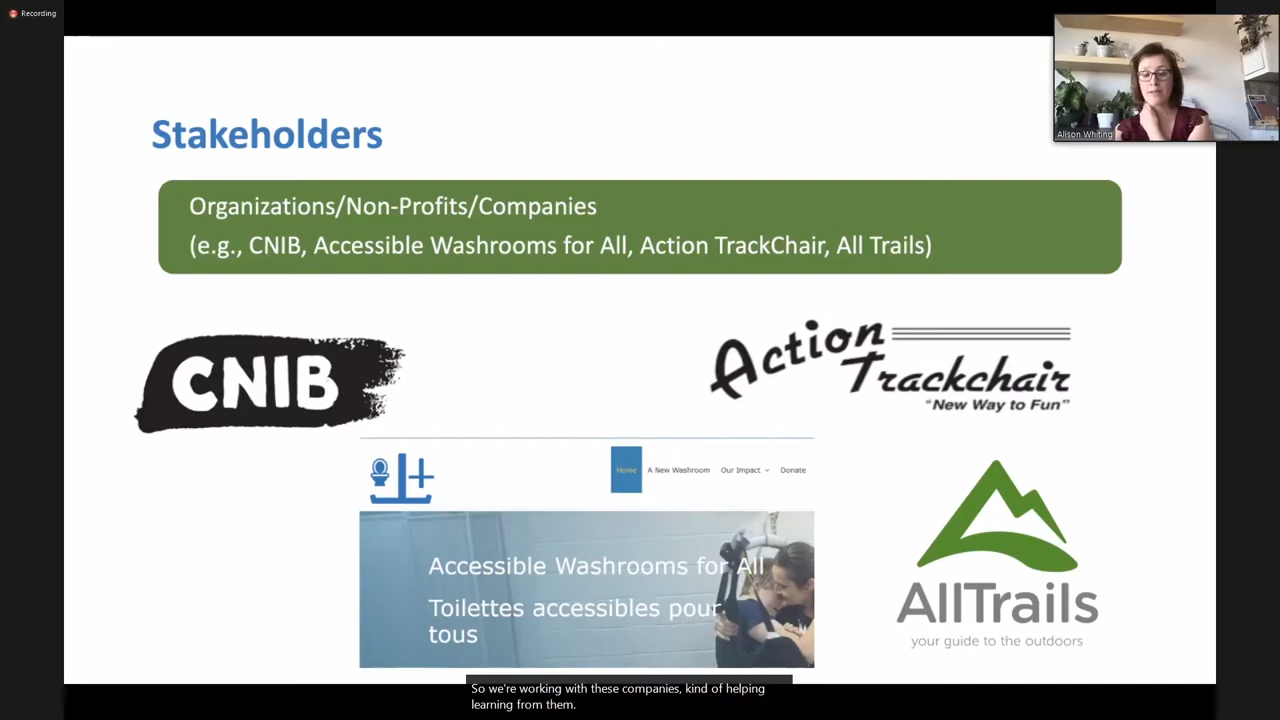 Recording
Alison Whiting
Stakeholders
Organizations/Non-Profits/Companies
(e.g., CNIB, Accessible Washrooms for All, Action TrackChair, All Trails)
CNIB
Action
Trackchair
“New Way to Fun”
Home A New Washroom Our Impact Donate
Accessible Washrooms for All
Toilettes accessibles pour
tous
AllTrails
your guide to the outdoors
So we're working with these companies, kind of helping
learning from them.